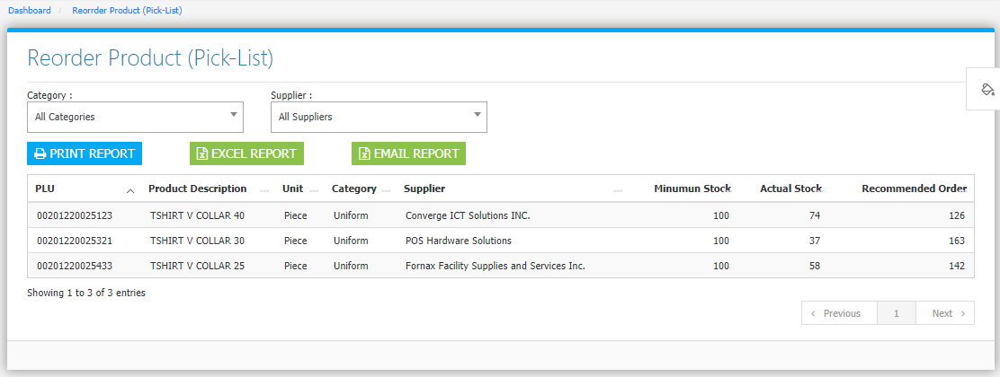 Dashboard / Reorrder Product (Pick-List)
Reorder Product (Pick-List)
Category : Supplier :
All Categories All Suppliers
PRINT REPORT EXCEL REPORT EMAIL REPORT
PLU Product Description Unit Category Supplier Minumun Stock Actual Stock Recommended Order
00201220025123 TSHIRT V COLLAR 40 Piece Uniform Converge ICT Solutions INC. 100 74 126
00201220025321 TSHIRT V COLLAR 30 Piece Uniform POS Hardware Solutions 100 37 163
00201220025433 TSHIRT V COLLAR 25 Piece Uniform Fornax Facility Supplies and Services Inc. 100 58 142
Showing 1 to 3 of 3 entries
‹ Previous 1 Next ›